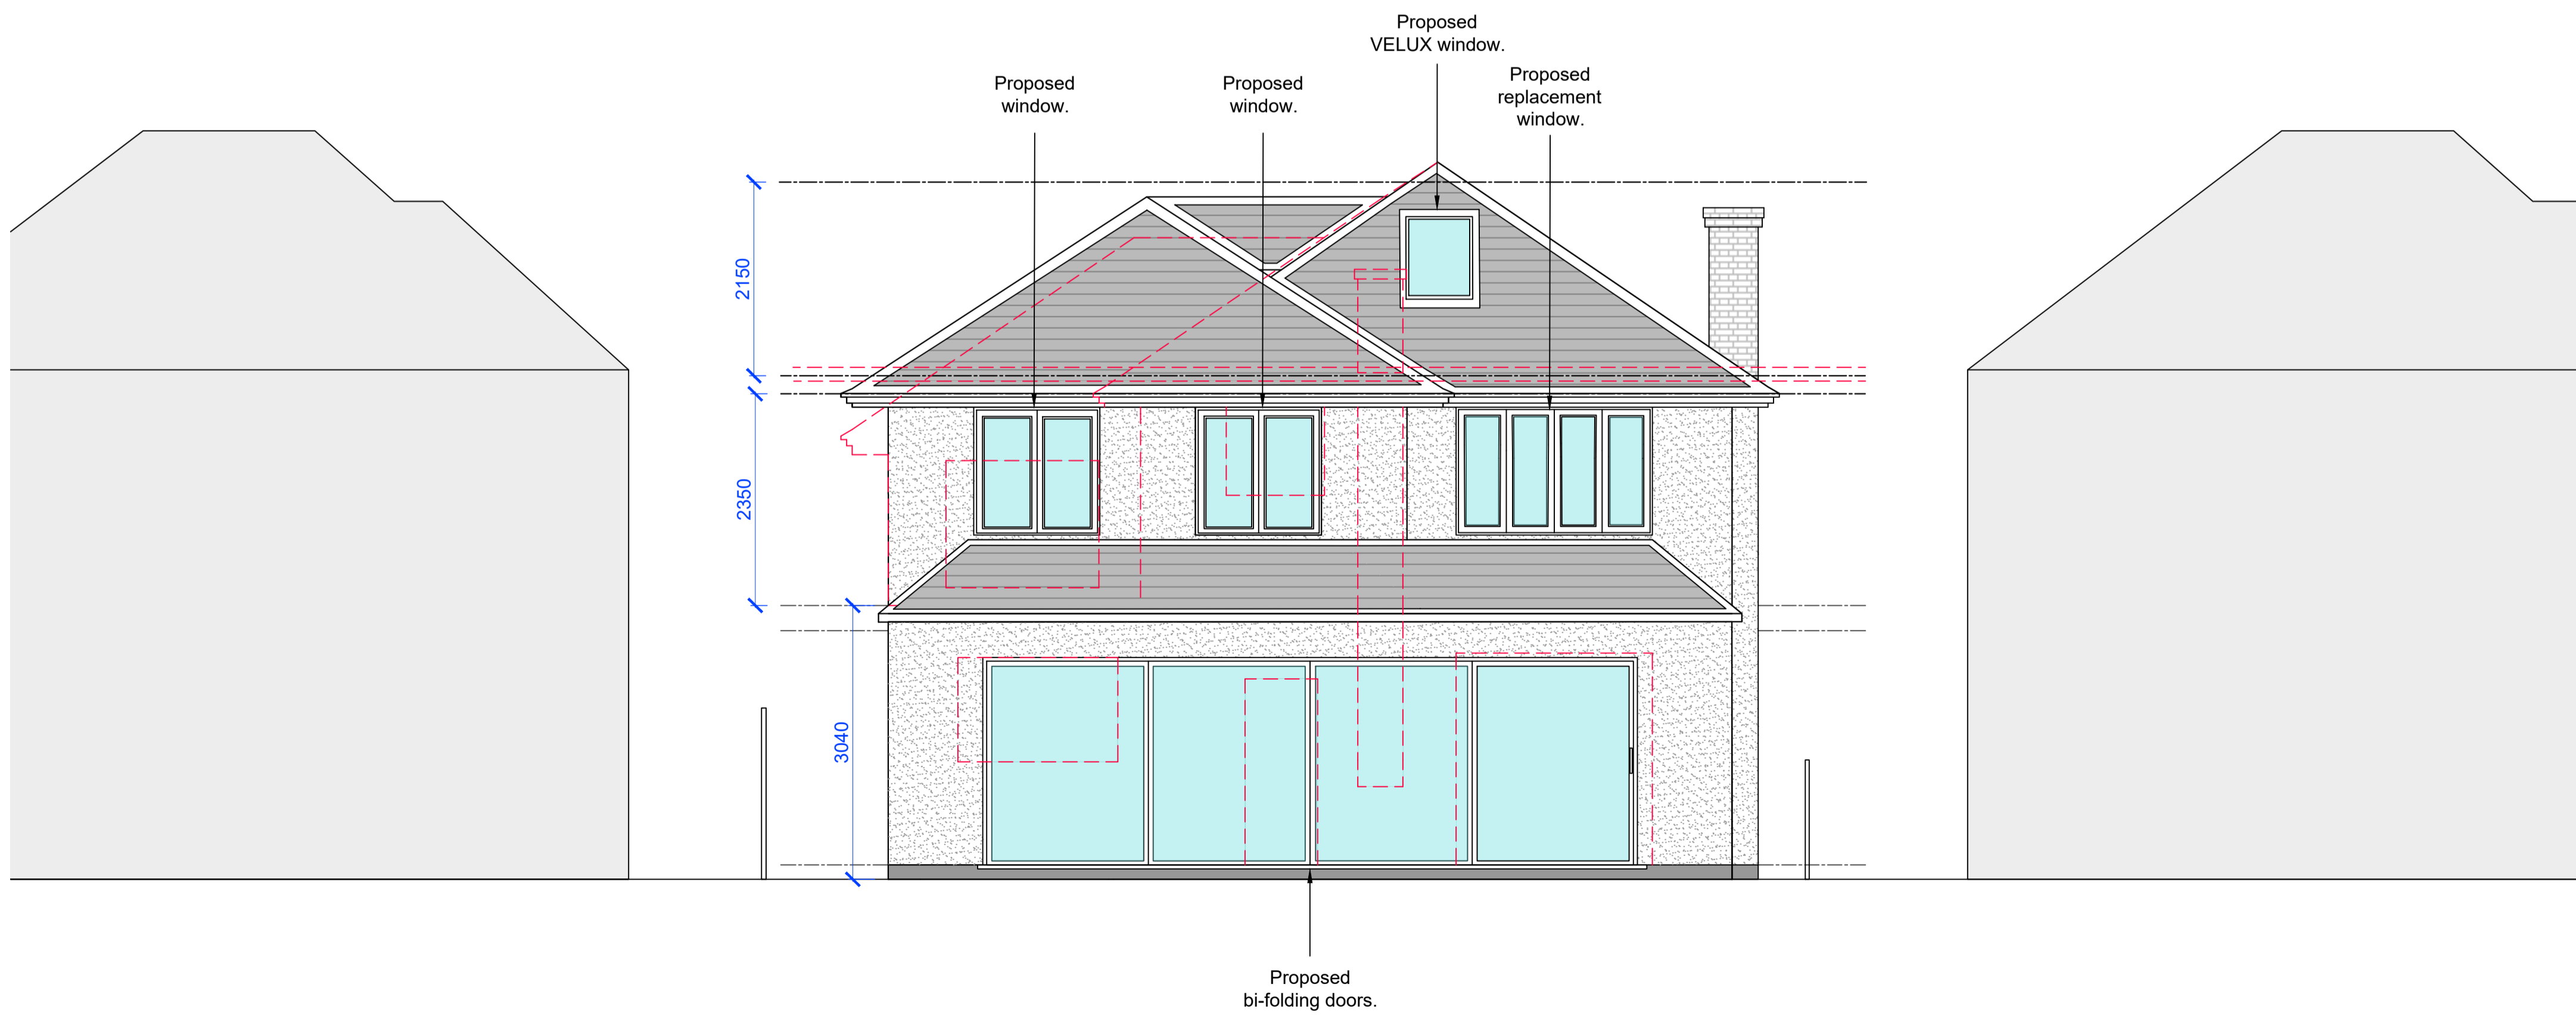 Proposed
VELUX window.
Proposed
window.
Proposed
window.
Proposed
replacement
window.
2150
2350
3040
Proposed
bi-folding doors.